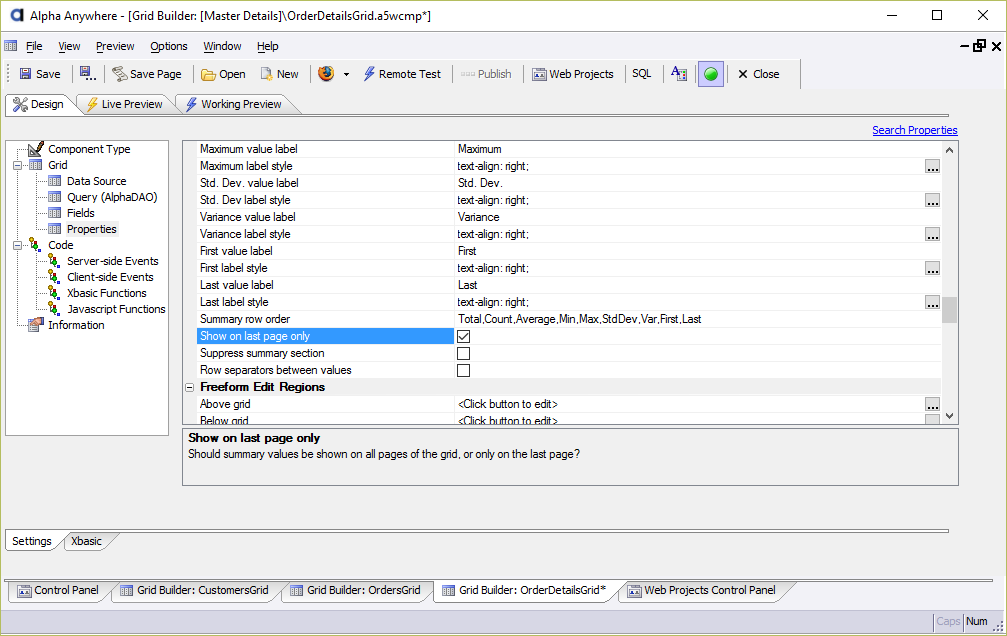 Alpha Anywhere - [Grid Builder: [Master Details]\OrderDetailsGrid.a5wcmp*]
File View Preview Options Window Help
Save Save Page Open New Remote Test Publish Web Projects SQL Close
Design Live Preview Working Preview
Search Properties
Component Type
Grid
Data Source
Query (AlphaDAO)
Fields
Properties
Code
Server-side Events
Client-side Events
Xbasic Functions
Javascript Functions
Information
Maximum value label Maximum
Maximum label style text-align: right; ...
Std. Dev. value label Std. Dev.
Std. Dev label style text-align: right; ...
Variance value label Variance
Variance label style text-align: right; ...
First value label First
First label style text-align: right; ...
Last value label Last
Last label style text-align: right; ...
Summary row order Total,Count,Average,Min,Max,StdDev,Var,First,Last
Show on last page only
Suppress summary section
Row separators between values
Freeform Edit Regions
Above grid <Click button to edit> ...
Below grid <Click button to edit>
Show on last page only
Should summary values be shown on all pages of the grid, or only on the last page?
Settings Xbasic
Control Panel Grid Builder: CustomersGrid Grid Builder: OrdersGrid Grid Builder: OrderDetailsGrid* Web Projects Control Panel
Caps Num